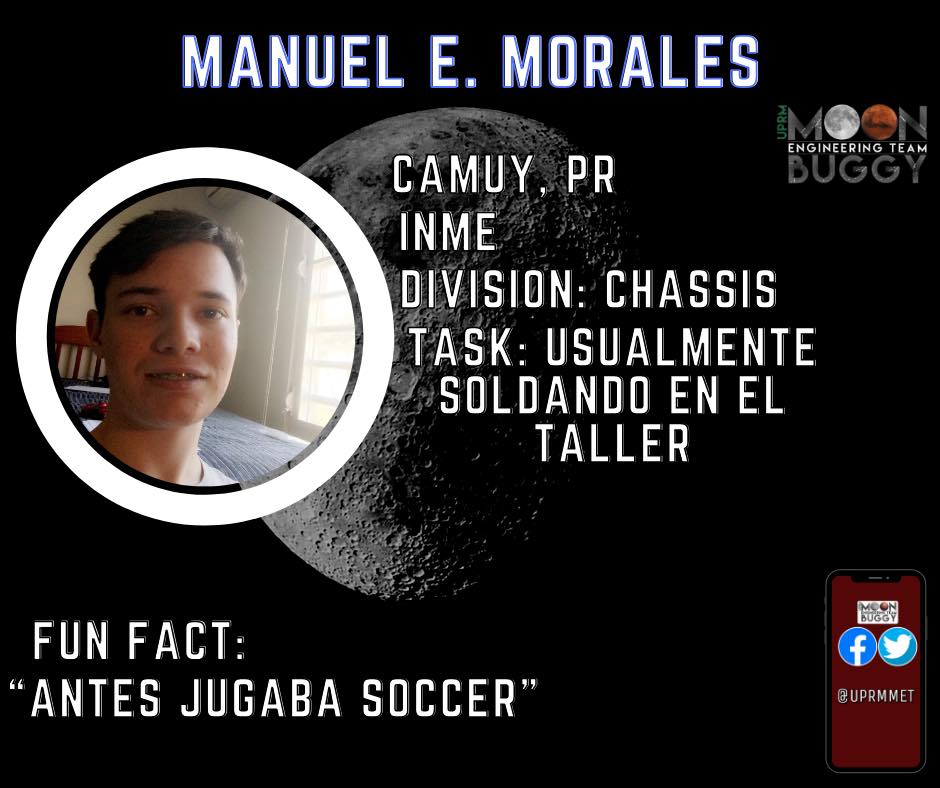 MANUEL E. MORALES
UPRM
MOON
ENGINEERING TEAM
BUGGY
CAMUY, PR
INME
DIVISION: CHASSIS
TASK: USUALMENTE
SOLDANDO EN EL
TALLER
FUN FACT:
“ANTES JUGABA SOCCER”
MOON
ENGINEERING TEAM
BUGGY
@UPRMMET